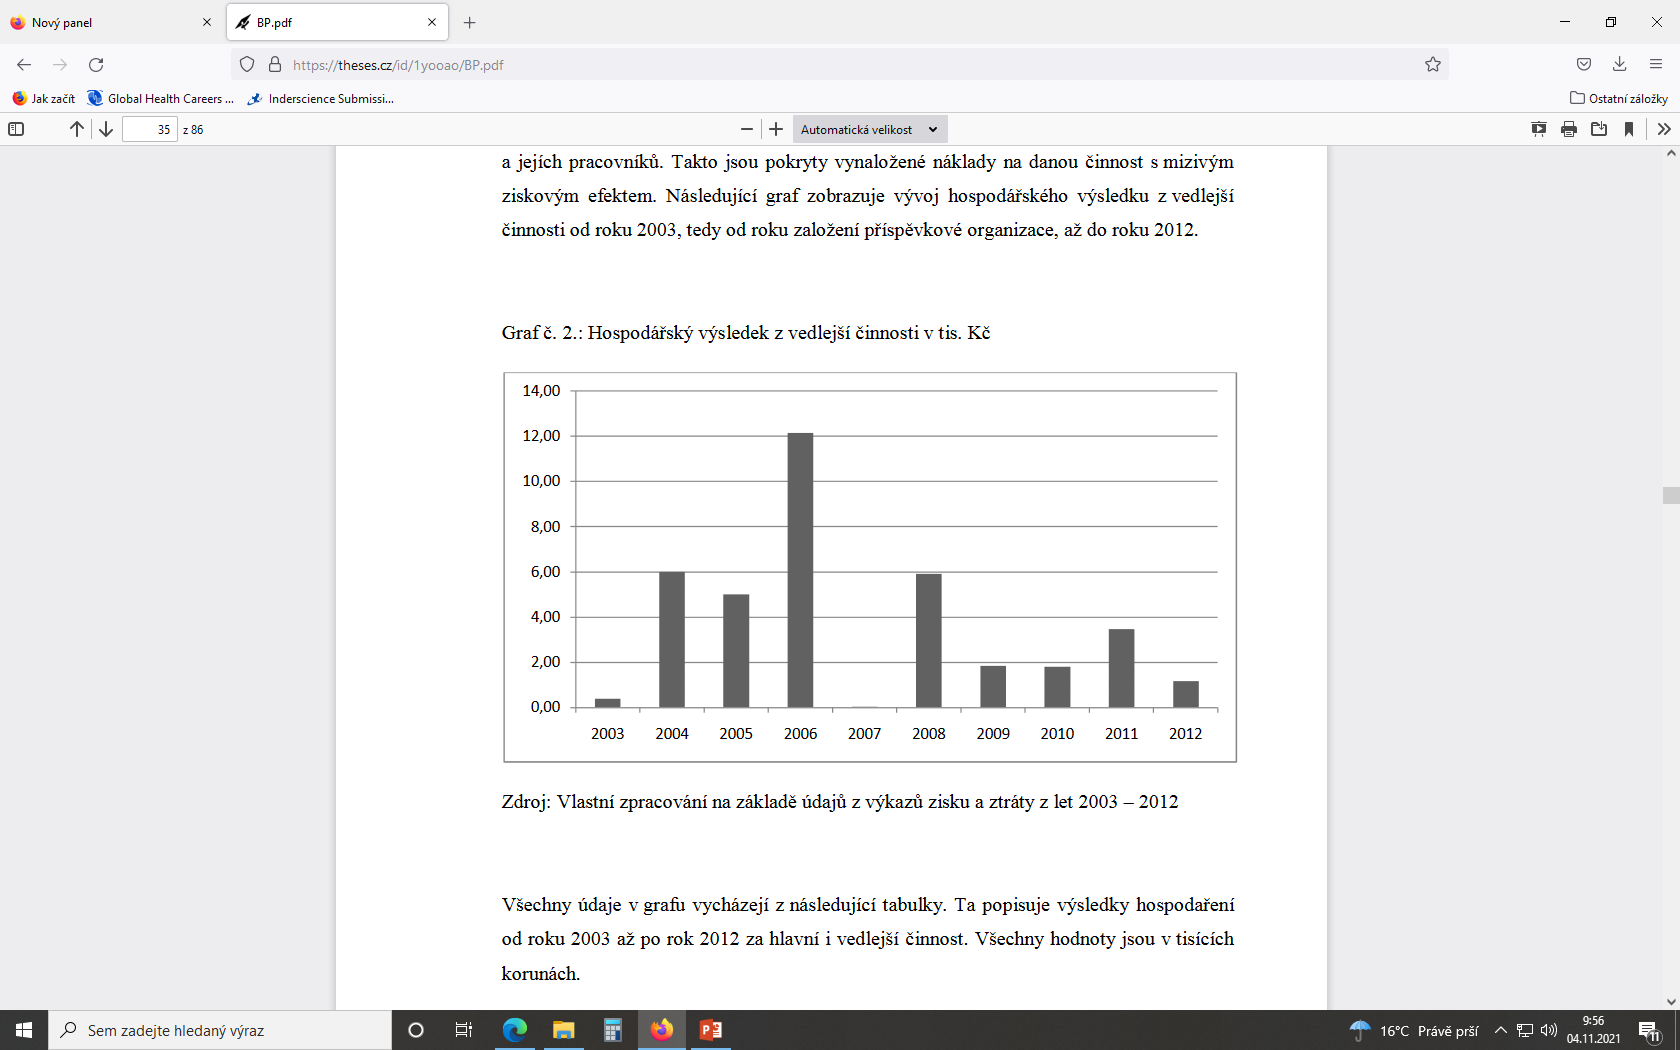 Nový panel
BP.pdf
https://theses.cz/id/1yooao/BP.pdf
Jak začít
Global Health Careers ...
Inderscience Submissi...
Ostatní záložky
35
z 86
Automatická velikost
a jejích pracovníků. Takto jsou pokryty vynaložené náklady na danou činnost s mizivým
ziskovým efektem. Následující graf zobrazuje vývoj hospodářského výsledku z vedlejší
činnosti od roku 2003, tedy od roku založení příspěvkové organizace, až do roku 2012.
Graf č. 2.: Hospodářský výsledek z vedlejší činnosti v tis. Kč
14,00
12,00
10,00
8,00
6,00
4,00
2,00
0,00
2003 2004 2005 2006 2007 2008 2009 2010 2011 2012
Zdroj: Vlastní zpracování na základě údajů z výkazů zisku a ztráty z let 2003 – 2012
Všechny údaje v grafu vycházejí z následující tabulky. Ta popisuje výsledky hospodaření
od roku 2003 až po rok 2012 za hlavní i vedlejší činnost. Všechny hodnoty jsou v tisících
korunách.
Sem zadejte hledaný výraz
16°C Právě prší
9:56
04.11.2021
11